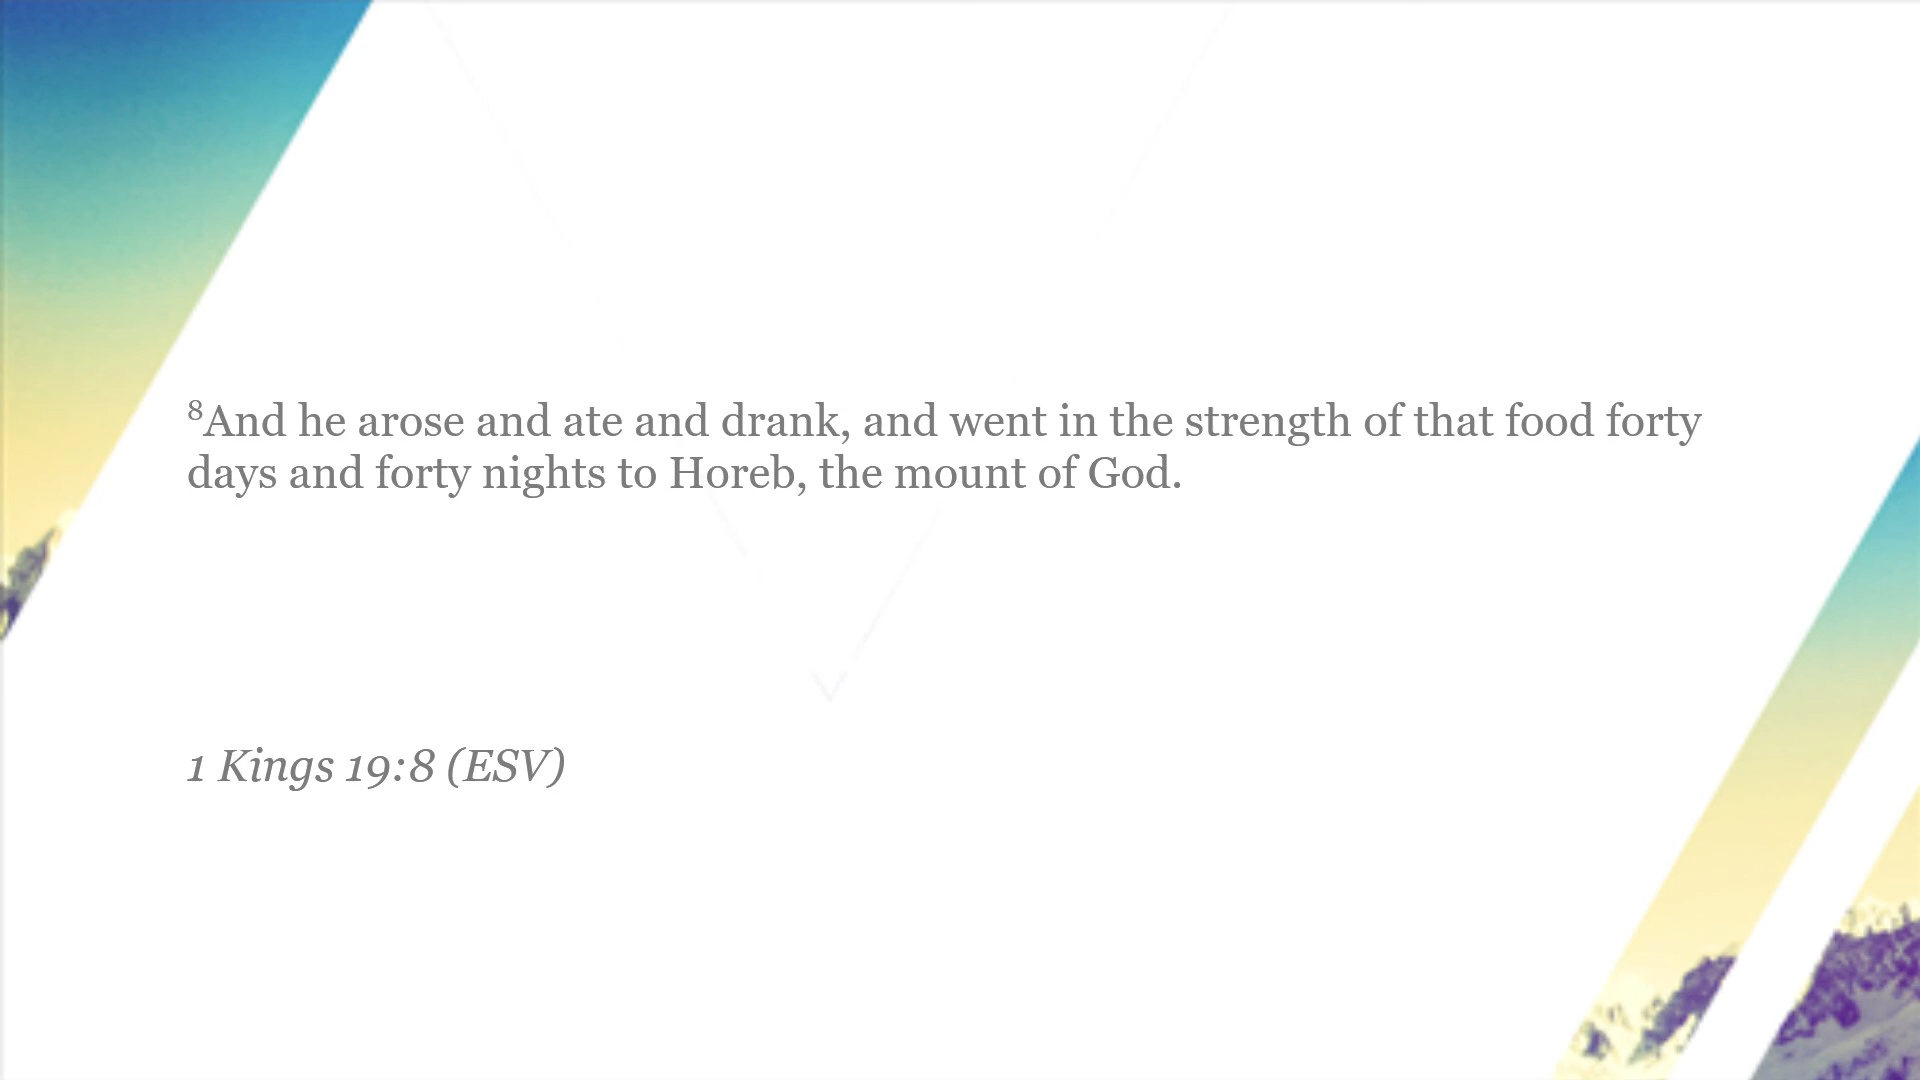 ⁸And he arose and ate and drank, and went in the strength of that food forty
days and forty nights to Horeb, the mount of God.
1 Kings 19:8 (ESV)